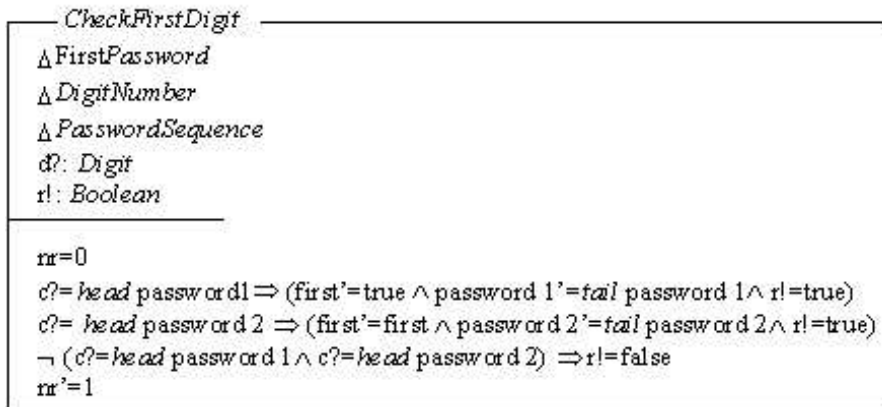 CheckFirstDigit
ΔFirstPassword
ΔDigitNumber
ΔPasswordSequence
d?: Digit
r!: Boolean
nr=0
c?=head password1⇒ (first'=true ∧ password 1'=tail password 1∧ r!=true)
c?= head password 2 ⇒ (first'=first ∧ password 2'=tail password 2∧ r!=true)
¬ (c?=head password 1∧ c?=head password 2) ⇒r!=false
nr'=1